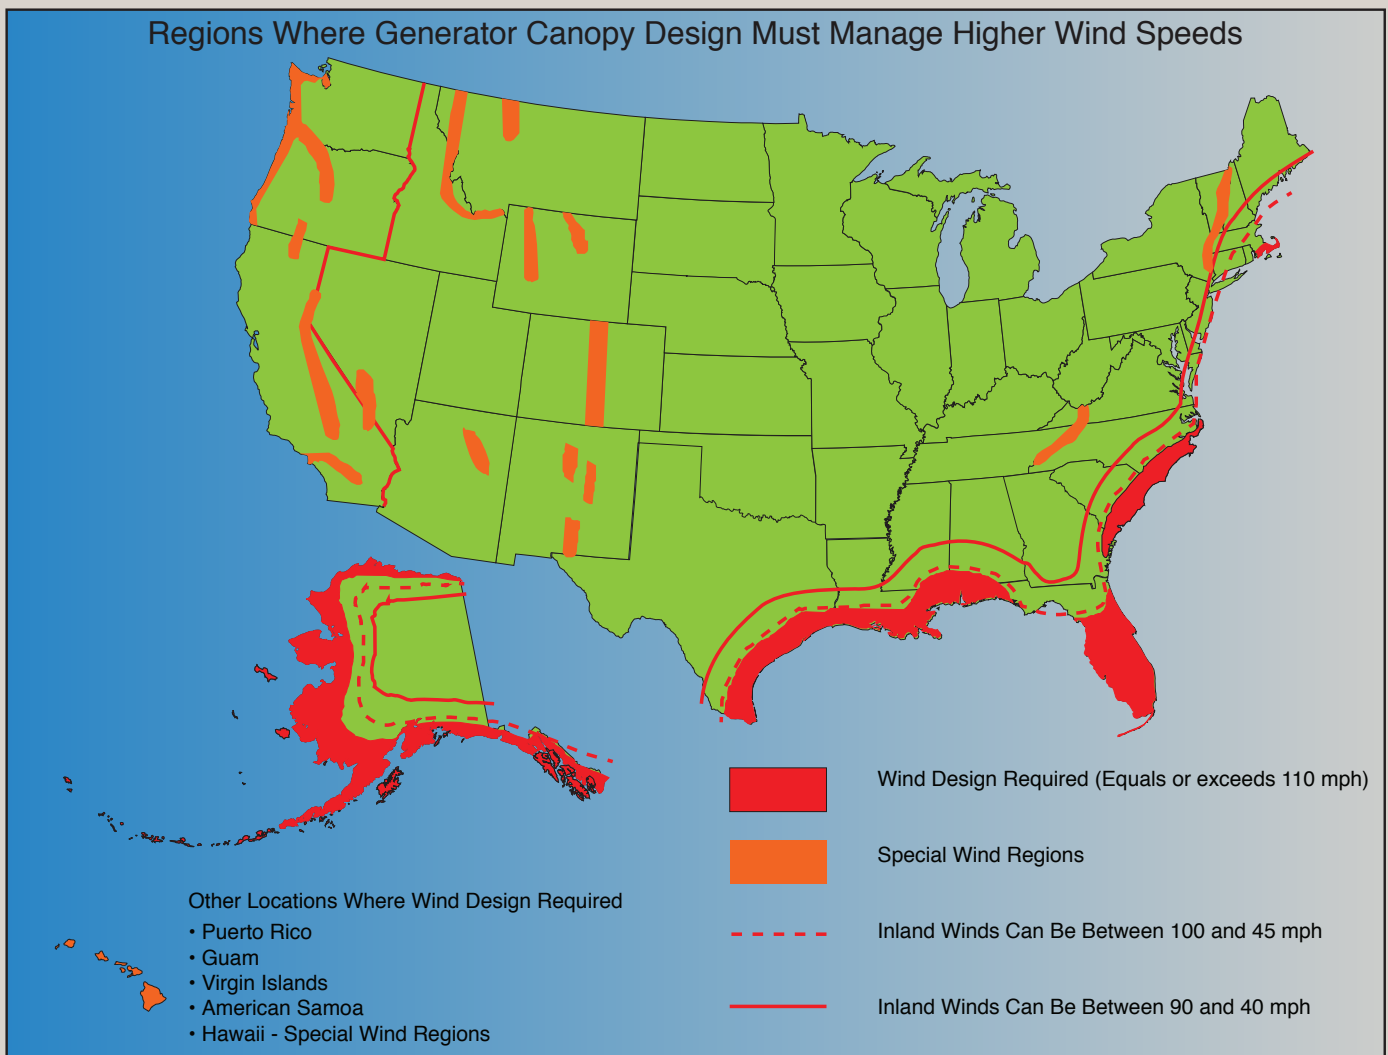 Regions Where Generator Canopy Design Must Manage Higher Wind Speeds
Wind Design Required (Equals or exceeds 110 mph)
Special Wind Regions
Inland Winds Can Be Between 100 and 45 mph
Inland Winds Can Be Between 90 and 40 mph
Other Locations Where Wind Design Required
• Puerto Rico
• Guam
• Virgin Islands
• American Samoa
• Hawaii - Special Wind Regions